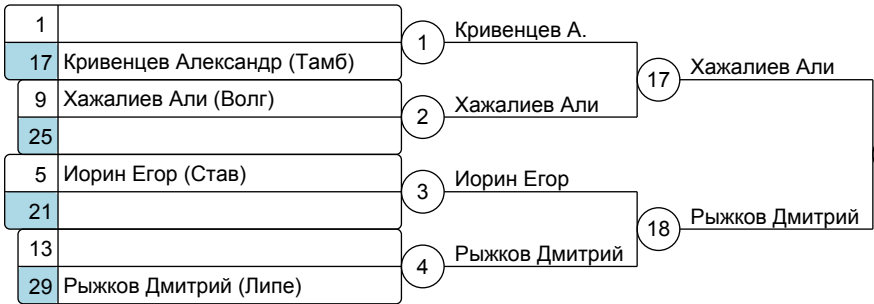 1
17 Кривенцев Александр (Тамб)
1
Кривенцев А.
9 Хажалиев Али (Волг)
25
2
Хажалиев Али
17
Хажалиев Али
5 Иорин Егор (Став)
21
3
Иорин Егор
13
29 Рыжков Дмитрий (Липе)
4
Рыжков Дмитрий
18
Рыжков Дмитрий